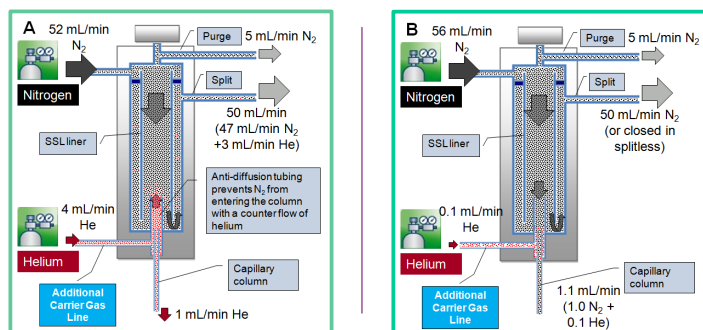 A
52 mL/min
N₂
Nitrogen
Purge
5 mL/min N₂
Split
50 mL/min
(47 mL/min N₂
+3 mL/min He)
SSL liner
Anti-diffusion tubing
prevents N₂ from
entering the column
with a counter flow of
helium
4 mL/min
He
Helium
Additional
Carrier Gas
Line
Capillary
column
1 mL/min He
B
56 mL/min
N₂
Nitrogen
Purge
5 mL/min N₂
Split
50 mL/min N₂
(or closed in
splitless)
SSL liner
0.1 mL/min
He
Helium
Additional
Carrier Gas
Line
Capillary
column
1.1 mL/min
(1.0 N₂ +
0.1 He)